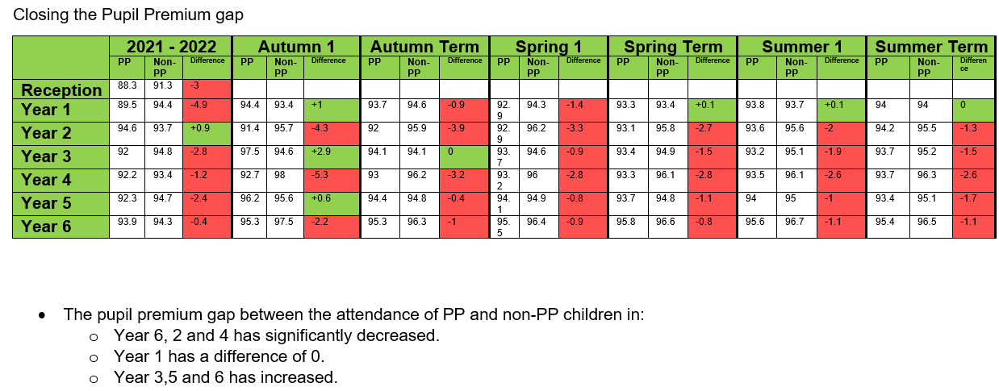 Closing the Pupil Premium gap
2021 - 2022 Autumn 1 Autumn Term Spring 1 Spring Term Summer 1 Summer Term
PP Non-PP Difference PP Non-PP Difference PP Non-PP Difference PP Non-PP Difference PP Non-PP Difference PP Non-PP Difference PP Non-PP Differen ce
Reception 88.3 91.3 -3
Year 1 89.5 94.4 -4.9 94.4 93.4 +1 93.7 94.6 -0.9 92.9 94.3 -1.4 93.3 93.4 +0.1 93.8 93.7 +0.1 94 94 0
Year 2 94.6 93.7 +0.9 91.4 95.7 -4.3 92 95.9 -3.9 92.9 96.2 -3.3 93.1 95.8 -2.7 93.6 95.6 -2 94.2 95.5 -1.3
Year 3 92 94.8 -2.8 97.5 94.6 +2.9 94.1 94.1 0 93.7 94.6 -0.9 93.4 94.9 -1.5 93.2 95.1 -1.9 93.7 95.2 -1.5
Year 4 92.2 93.4 -1.2 92.7 98 -5.3 93 96.2 -3.2 93.2 96 -2.8 93.3 96.1 -2.8 93.5 96.1 -2.6 93.7 96.3 -2.6
Year 5 92.3 94.7 -2.4 96.2 95.6 +0.6 94.4 94.8 -0.4 94.1 94.9 -0.8 93.7 94.8 -1.1 94 95 -1 93.4 95.1 -1.7
Year 6 93.9 94.3 -0.4 95.3 97.5 -2.2 95.3 96.3 -1 95.5 96.4 -0.9 95.8 96.6 -0.8 95.6 96.7 -1.1 95.4 96.5 -1.1
• The pupil premium gap between the attendance of PP and non-PP children in:
o Year 6, 2 and 4 has significantly decreased.
o Year 1 has a difference of 0.
o Year 3,5 and 6 has increased.